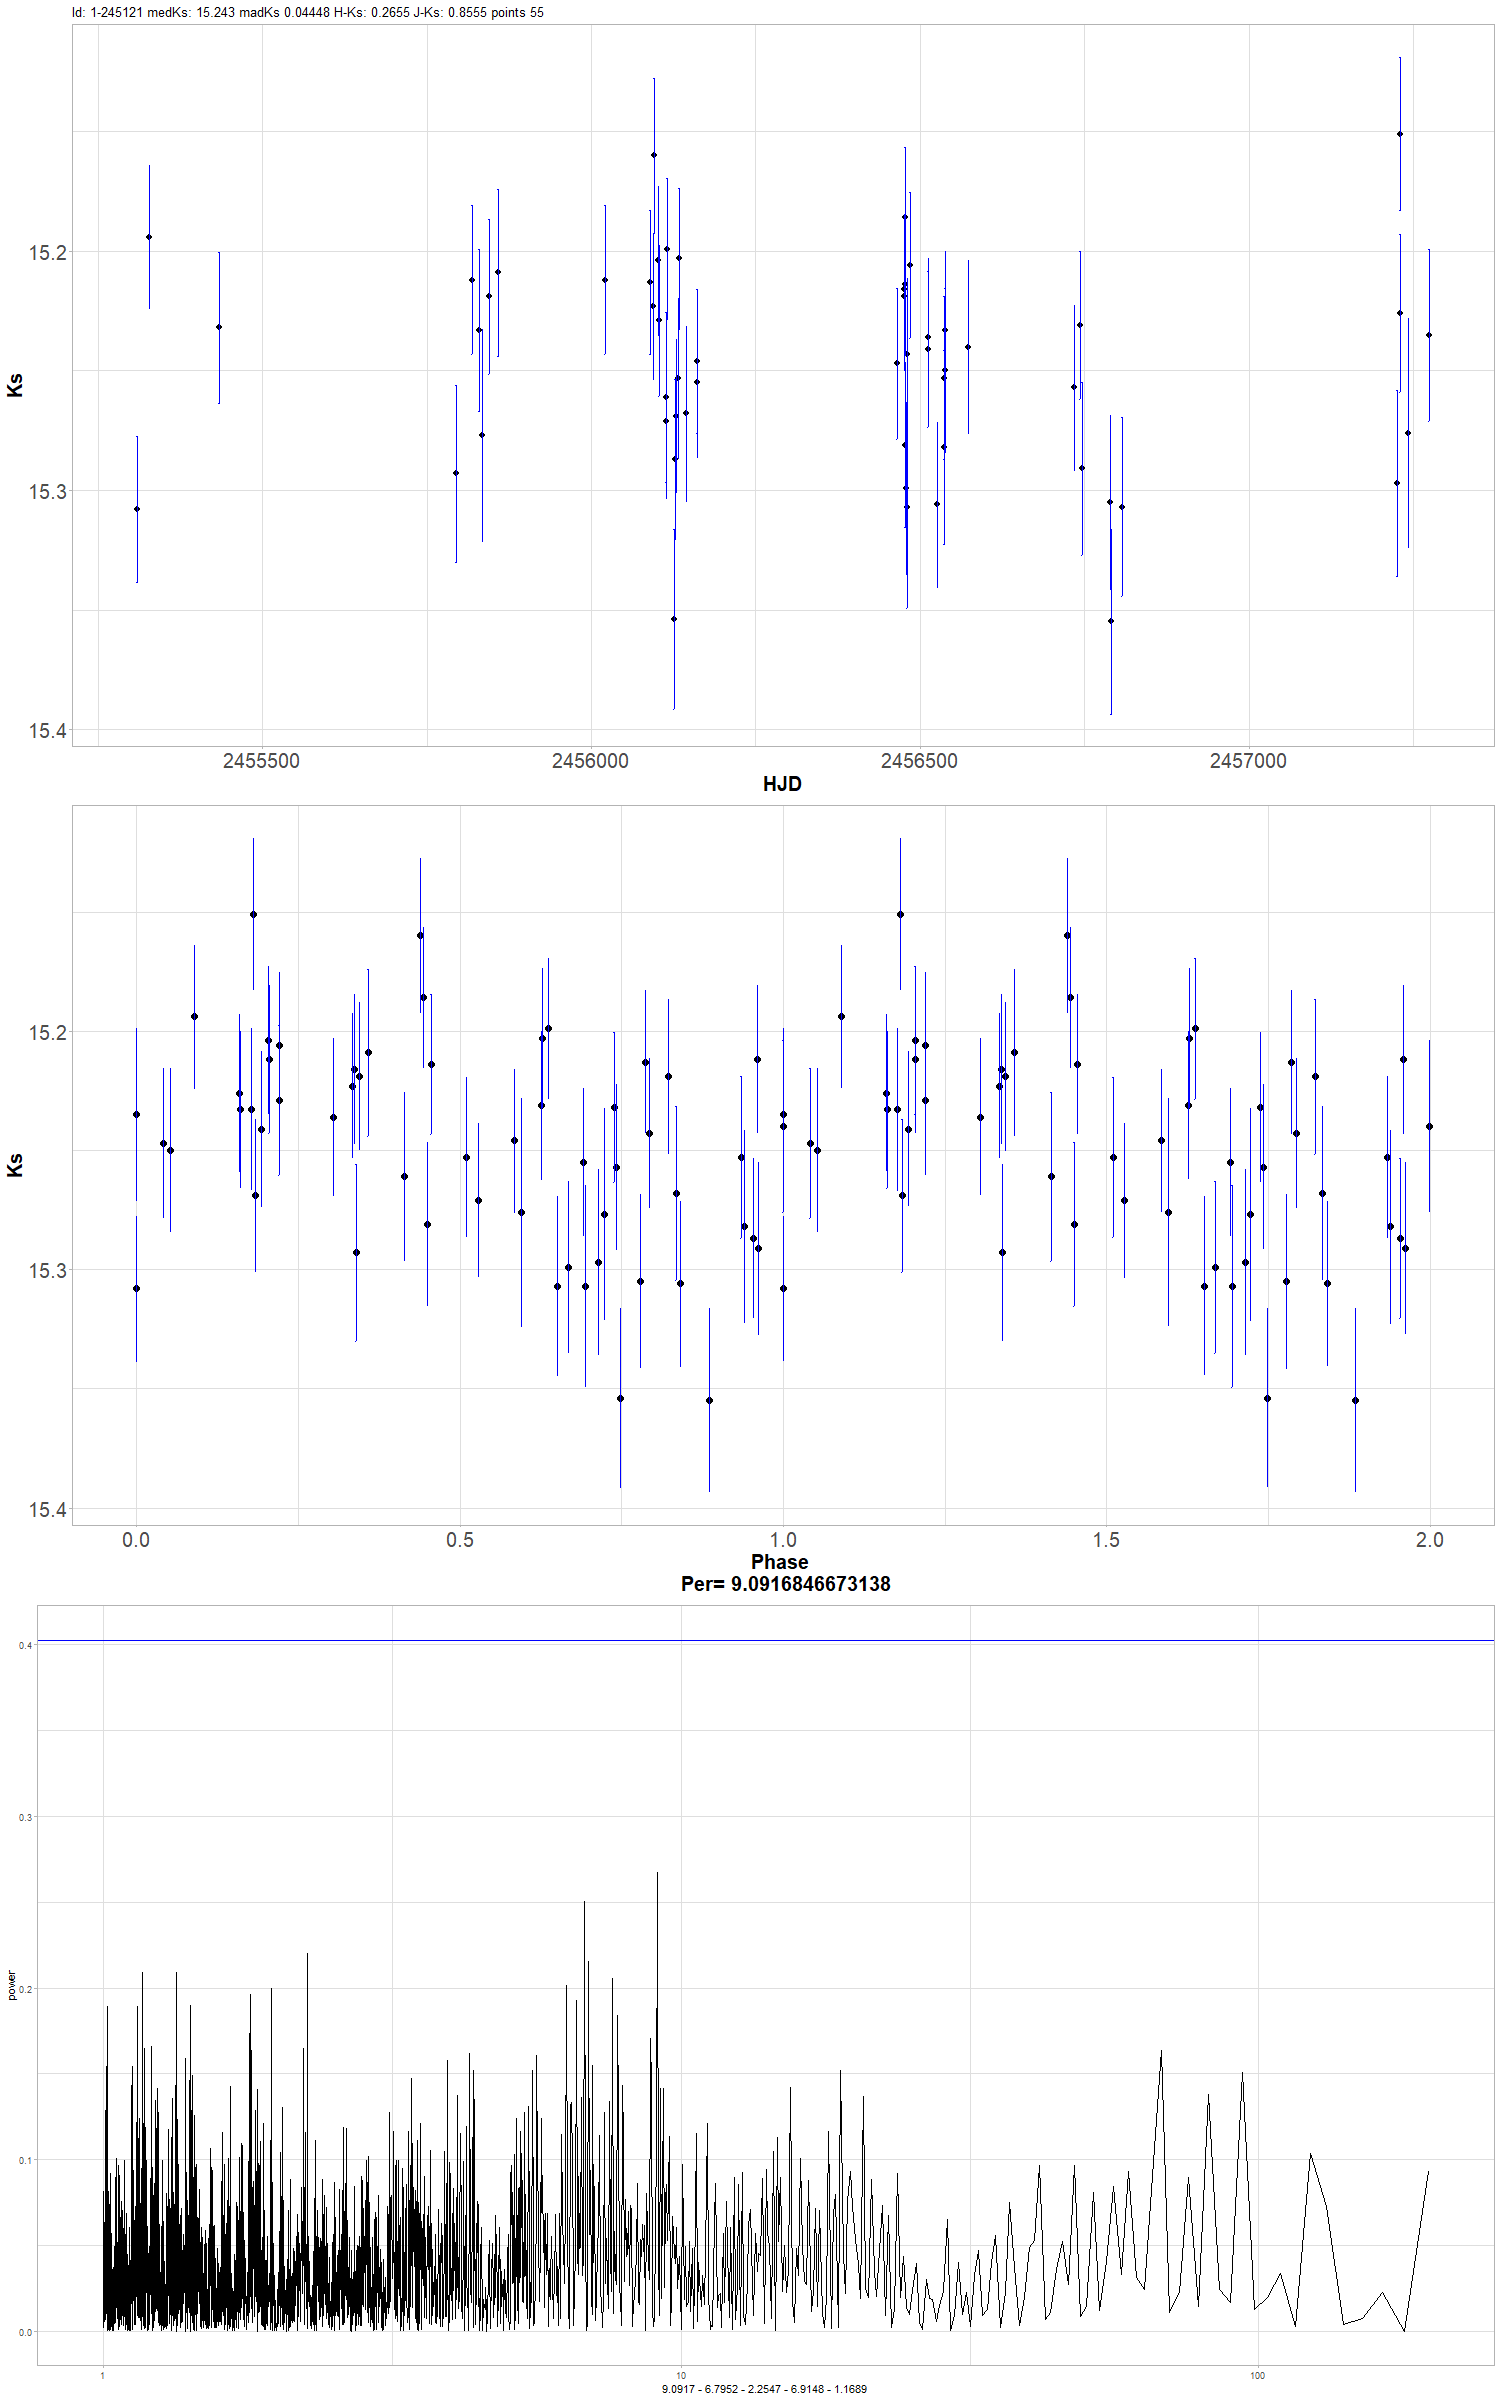 Id: 1-245121 medKs: 15.243 madKs 0.04448 H-Ks: 0.2655 J-Ks: 0.8555 points 55
15.2
15.3
15.4
Ks
2455500 2456000 2456500 2457000
HJD
15.2
15.3
15.4
Ks
0.0 0.5 1.0 1.5 2.0
Phase
Per= 9.0916846673138
0.4
0.3
0.2
0.1
0.0
power
1 10 100
9.0917 - 6.7952 - 2.2547 - 6.9148 - 1.1689